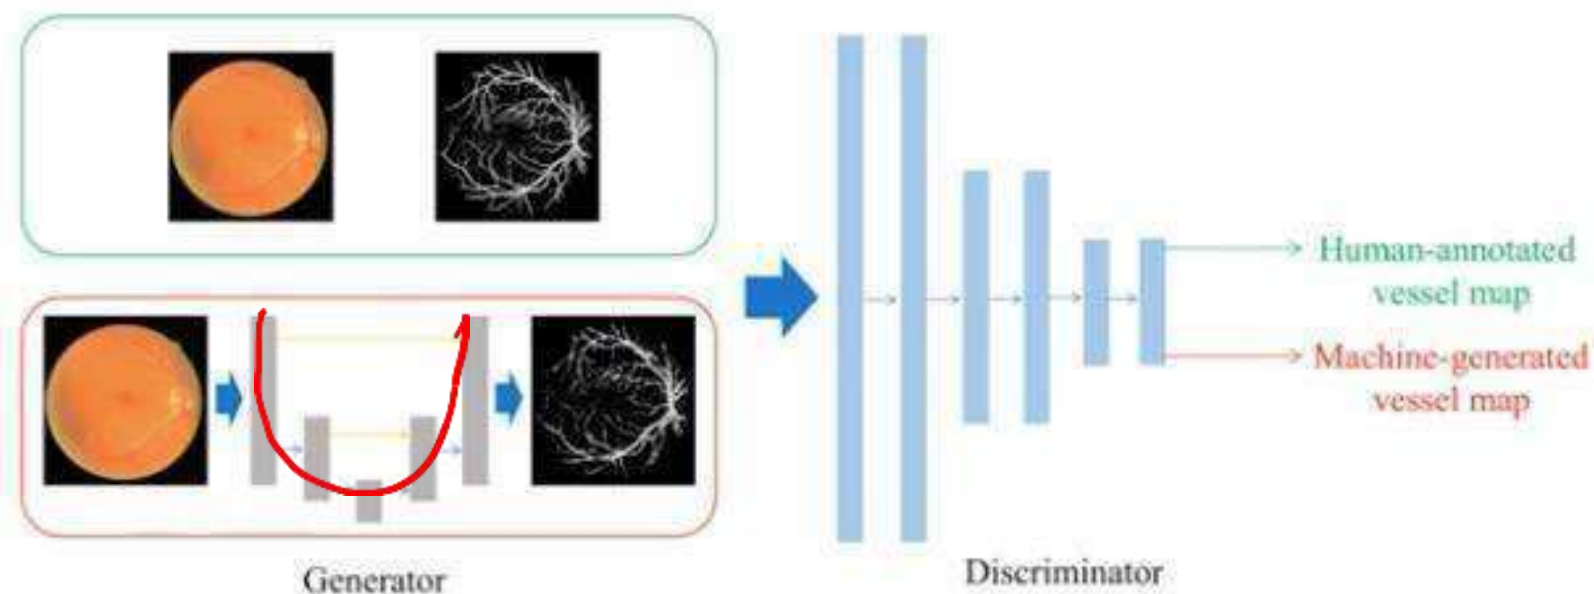 Human-annotated
vessel map
Machine-generated
vessel map
Generator
Discriminator